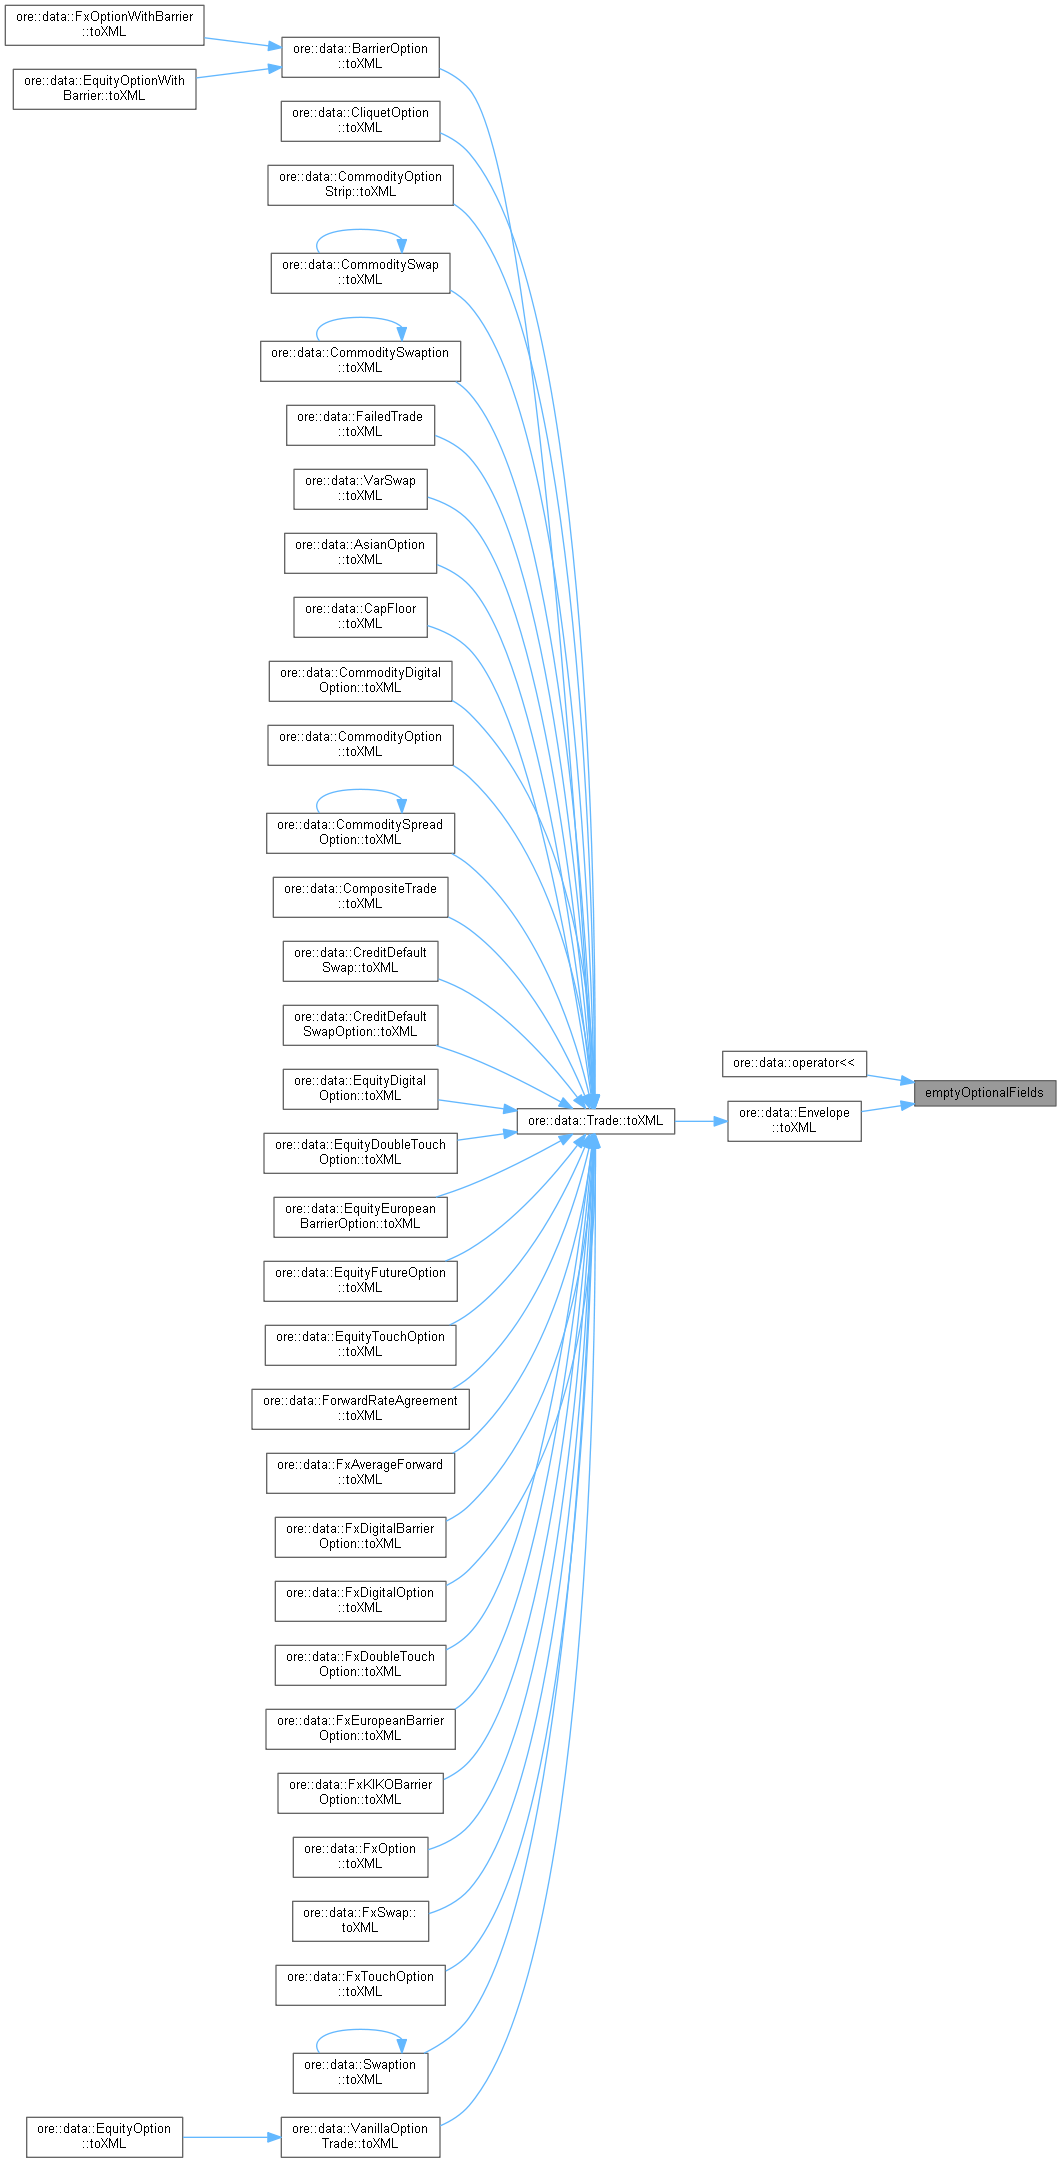 ore::data::FxOptionWithBarrier
::toXML
ore::data::EquityOptionWith
Barrier::toXML
ore::data::BarrierOption
::toXML
ore::data::CliquetOption
::toXML
ore::data::CommodityOption
Strip::toXML
ore::data::CommoditySwap
::toXML
ore::data::CommoditySwaption
::toXML
ore::data::FailedTrade
::toXML
ore::data::VarSwap
::toXML
ore::data::AsianOption
::toXML
ore::data::CapFloor
::toXML
ore::data::CommodityDigital
Option::toXML
ore::data::CommodityOption
::toXML
ore::data::CommoditySpread
Option::toXML
ore::data::CompositeTrade
::toXML
ore::data::CreditDefault
Swap::toXML
ore::data::CreditDefault
SwapOption::toXML
ore::data::EquityDigital
Option::toXML
ore::data::EquityDoubleTouch
Option::toXML
ore::data::EquityEuropean
BarrierOption::toXML
ore::data::EquityFutureOption
::toXML
ore::data::EquityTouchOption
::toXML
ore::data::ForwardRateAgreement
::toXML
ore::data::FxAverageForward
::toXML
ore::data::FxDigitalBarrier
Option::toXML
ore::data::FxDigitalOption
::toXML
ore::data::FxDoubleTouch
Option::toXML
ore::data::FxEuropeanBarrier
Option::toXML
ore::data::FxKIKOBarrier
Option::toXML
ore::data::FxOption
::toXML
ore::data::FxSwap::
toXML
ore::data::FxTouchOption
::toXML
ore::data::Swaption
::toXML
ore::data::EquityOption
::toXML
ore::data::VanillaOption
Trade::toXML
ore::data::Trade::toXML
ore::data::operator<<
ore::data::Envelope
::toXML
emptyOptionalFields